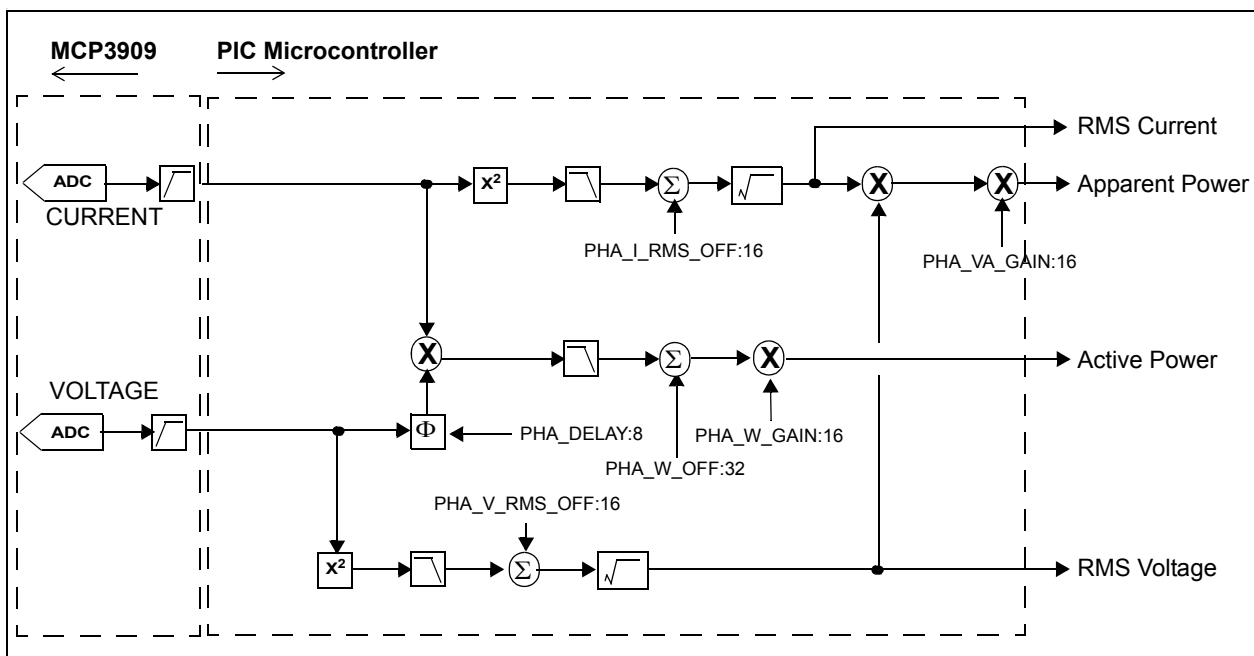 MCP3909
PIC Microcontroller
RMS Current
ADC
X²
Σ
√
X
X
Apparent Power
CURRENT
PHA_I_RMS_OFF:16
PHA_VA_GAIN:16
X
Σ
X
Active Power
VOLTAGE
ADC
Φ
PHA_DELAY:8
PHA_W_GAIN:16
PHA_W_OFF:32
PHA_V_RMS_OFF:16
X²
Σ
√
RMS Voltage